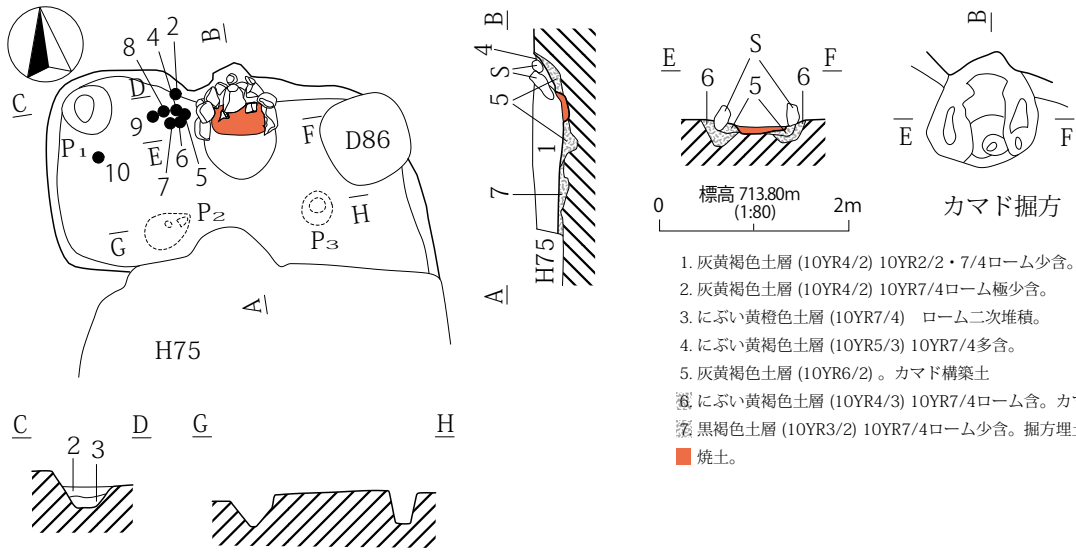 2
4
8
B
D
C
9
P₁
10
E
7
6
5
F
D86
P₂
P₃
G
H
A
H75
B
4
S
5
1
7
H75
A
E
S
F
6
5
6
標高 713.80m
0
(1:80)
2m
B
E
F
カマド掘方
1. 灰黄褐色土層 (10YR4/2) 10YR2/2・7/4ローム少含。
2. 灰黄褐色土層 (10YR4/2) 10YR7/4ローム極少含。
3. にぶい黄橙色土層 (10YR7/4) ローム二次堆積。
4. にぶい黄褐色土層 (10YR5/3) 10YR7/4多含。
5. 灰黄褐色土層 (10YR6/2) 。カマド構築土
6. にぶい黄褐色土層 (10YR4/3) 10YR7/4ローム含。カマ
7. 黒褐色土層 (10YR3/2) 10YR7/4ローム少含。掘方埋土
焼土。
C
D
2
3
G
H